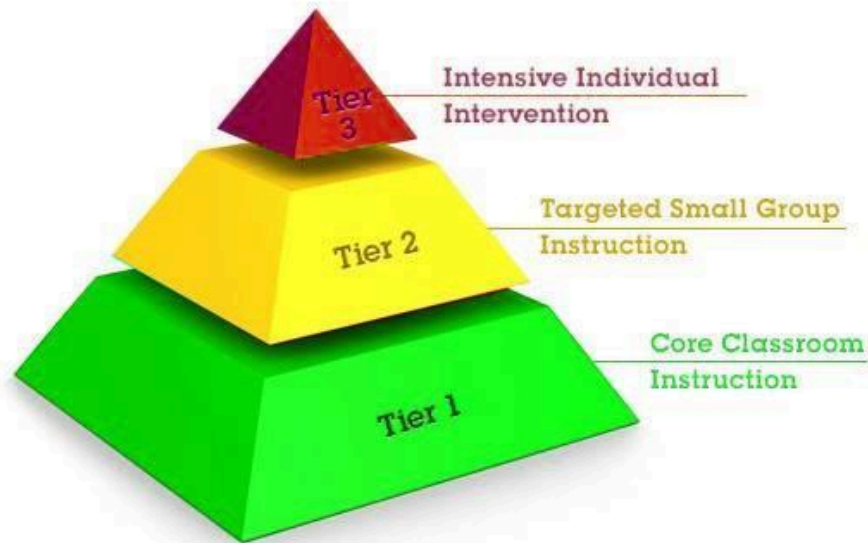 Tier
3
Intensive Individual
Intervention
Tier 2
Targeted Small Group
Instruction
Tier 1
Core Classroom
Instruction